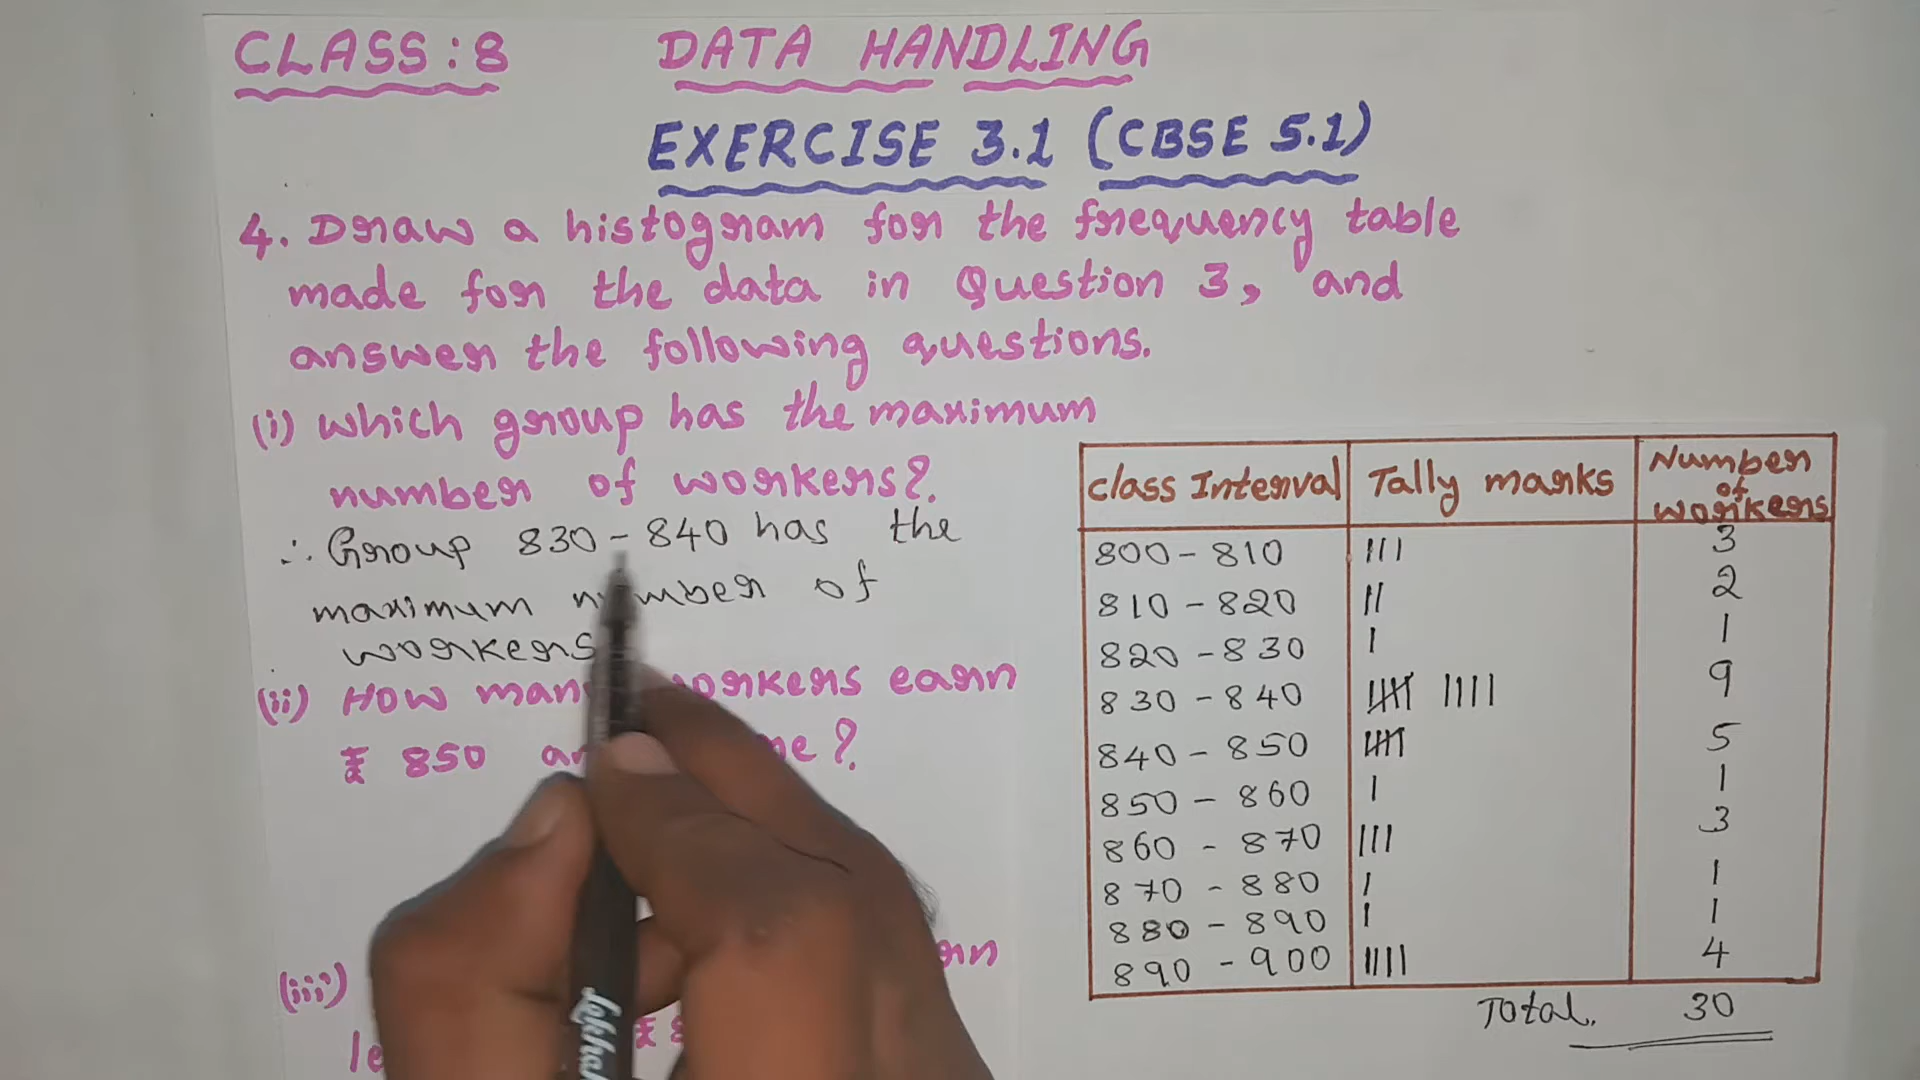 CLASS : 8 DATA HANDLING
EXERCISE 3.1 (CBSE 5.1)
4. Draw a histogram for the frequency table
made for the data in Question 3, and
answer the following questions.
(i) Which group has the maximum
number of workers?.
∴ Group 830 - 840 has the
maximum number of
workers
(ii) How many workers earn
₹ 850 and
(iii)
₹ 8
Class Interval Tally marks Number of workers
800 - 810 ||| 3
810 - 820 || 2
820 - 830 | 1
830 - 840 |||| |||| 9
840 - 850 |||| 5
850 - 860 | 1
860 - 870 ||| 3
870 - 880 | 1
880 - 890 | 1
890 - 900 |||| 4
Total. 30